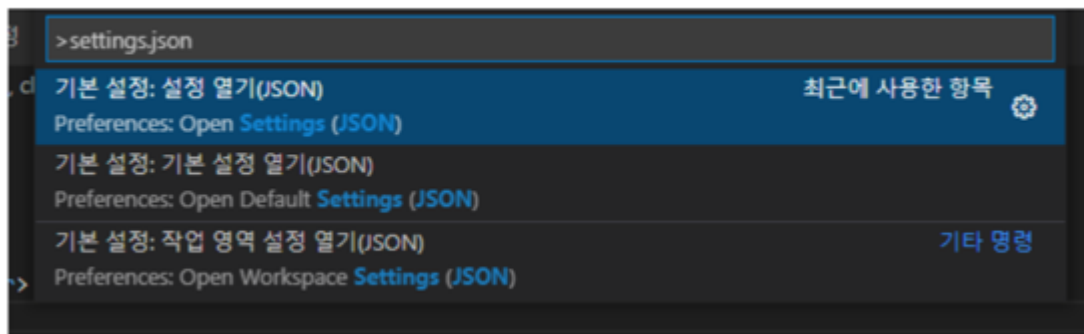 >settings.json
기본 설정: 설정 열기(JSON) 최근에 사용한 항목
Preferences: Open Settings (JSON)
기본 설정: 기본 설정 열기(JSON)
Preferences: Open Default Settings (JSON)
기본 설정: 작업 영역 설정 열기(JSON) 기타 명령
Preferences: Open Workspace Settings (JSON)